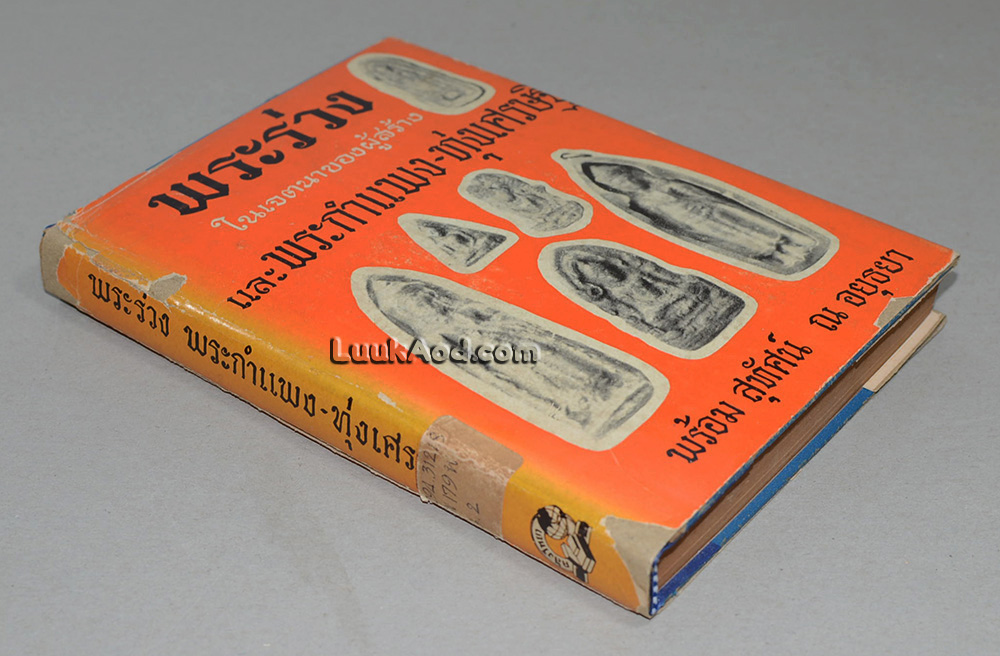 พระร่วง
ในเจตนาของผู้สร้าง
และพระกำแพง-ทุ่งเศรษฐี
พร้อม สุทัศน์ ณ อยุธยา
พระร่วง พระกำแพง-ทุ่งเศร
LuukAod.com